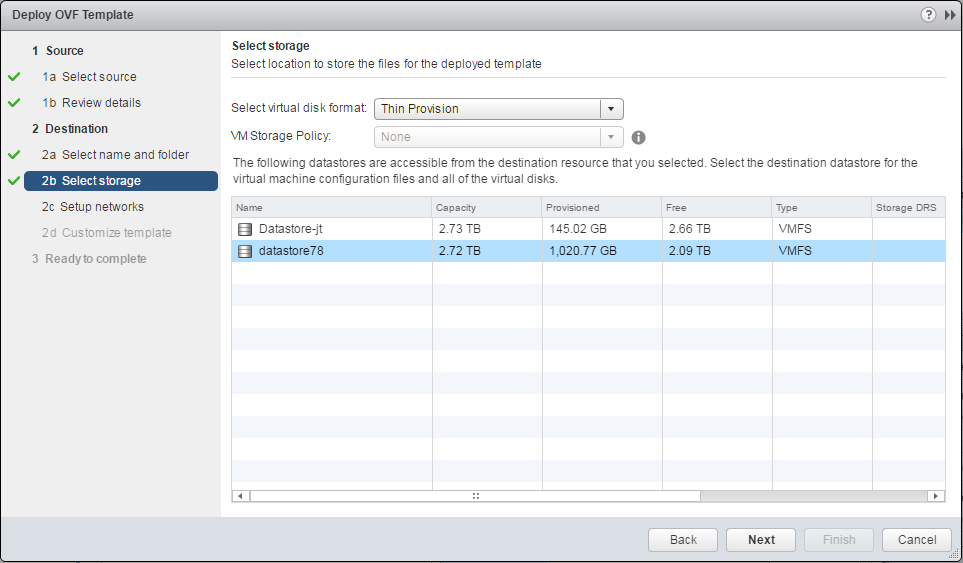 Deploy OVF Template
1 Source
1a Select source
1b Review details
2 Destination
2a Select name and folder
2b Select storage
2c Setup networks
2d Customize template
3 Ready to complete
Select storage
Select location to store the files for the deployed template
Select virtual disk format: Thin Provision
VM Storage Policy: None
The following datastores are accessible from the destination resource that you selected. Select the destination datastore for the
virtual machine configuration files and all of the virtual disks.
Name Capacity Provisioned Free Type Storage DRS
Datastore-jt 2.73 TB 145.02 GB 2.66 TB VMFS
datastore78 2.72 TB 1,020.77 GB 2.09 TB VMFS
Back Next Finish Cancel